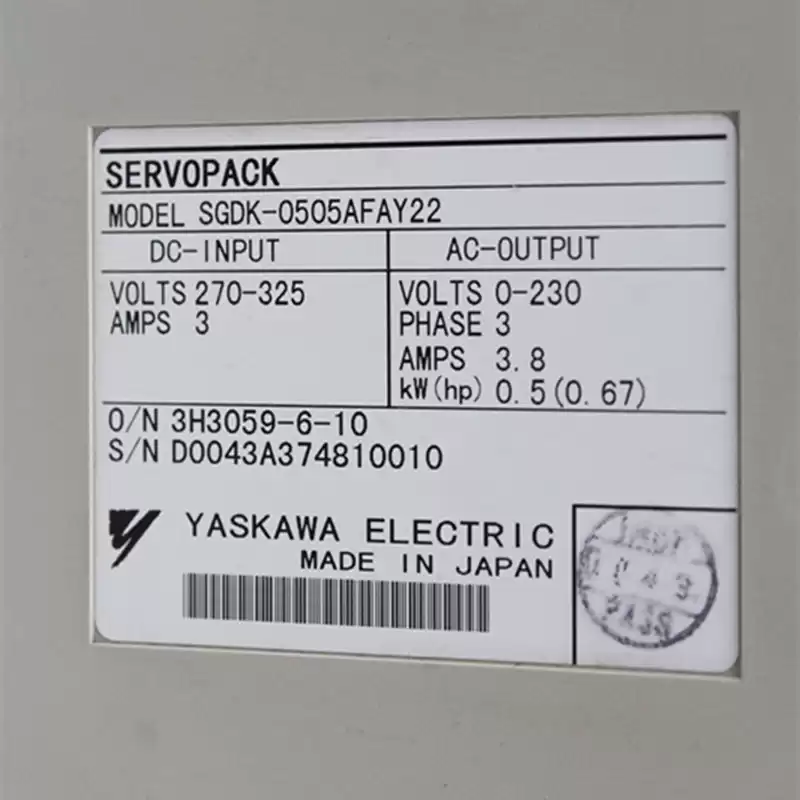 SERVOPACK
MODEL SGDK-0505AFAY22
DC-INPUT
VOLTS 270-325
AMPS 3
AC-OUTPUT
VOLTS 0-230
PHASE 3
AMPS 3.8
kW(hp) 0.5(0.67)
O/N 3H3059-6-10
S/N D0043A374810010
YASKAWA ELECTRIC
MADE IN JAPAN
PASS